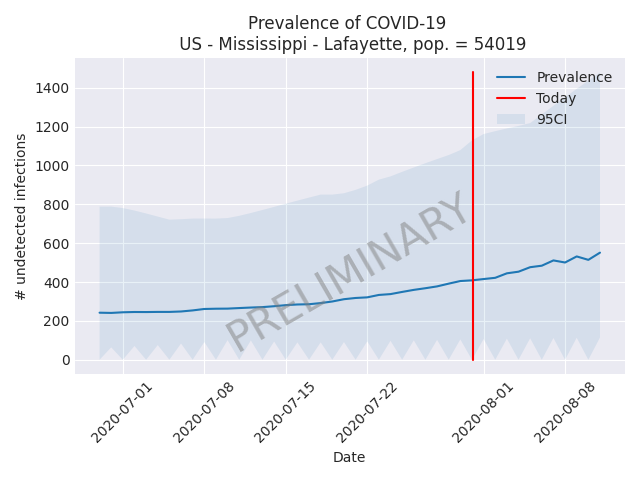 Prevalence of COVID-19
US - Mississippi - Lafayette, pop. = 54019
# undetected infections
1400
1200
1000
800
600
400
200
0
Prevalence
Today
95CI
PRELIMINARY
2020-07-01
2020-07-08
2020-07-15
2020-07-22
2020-08-01
2020-08-08
Date